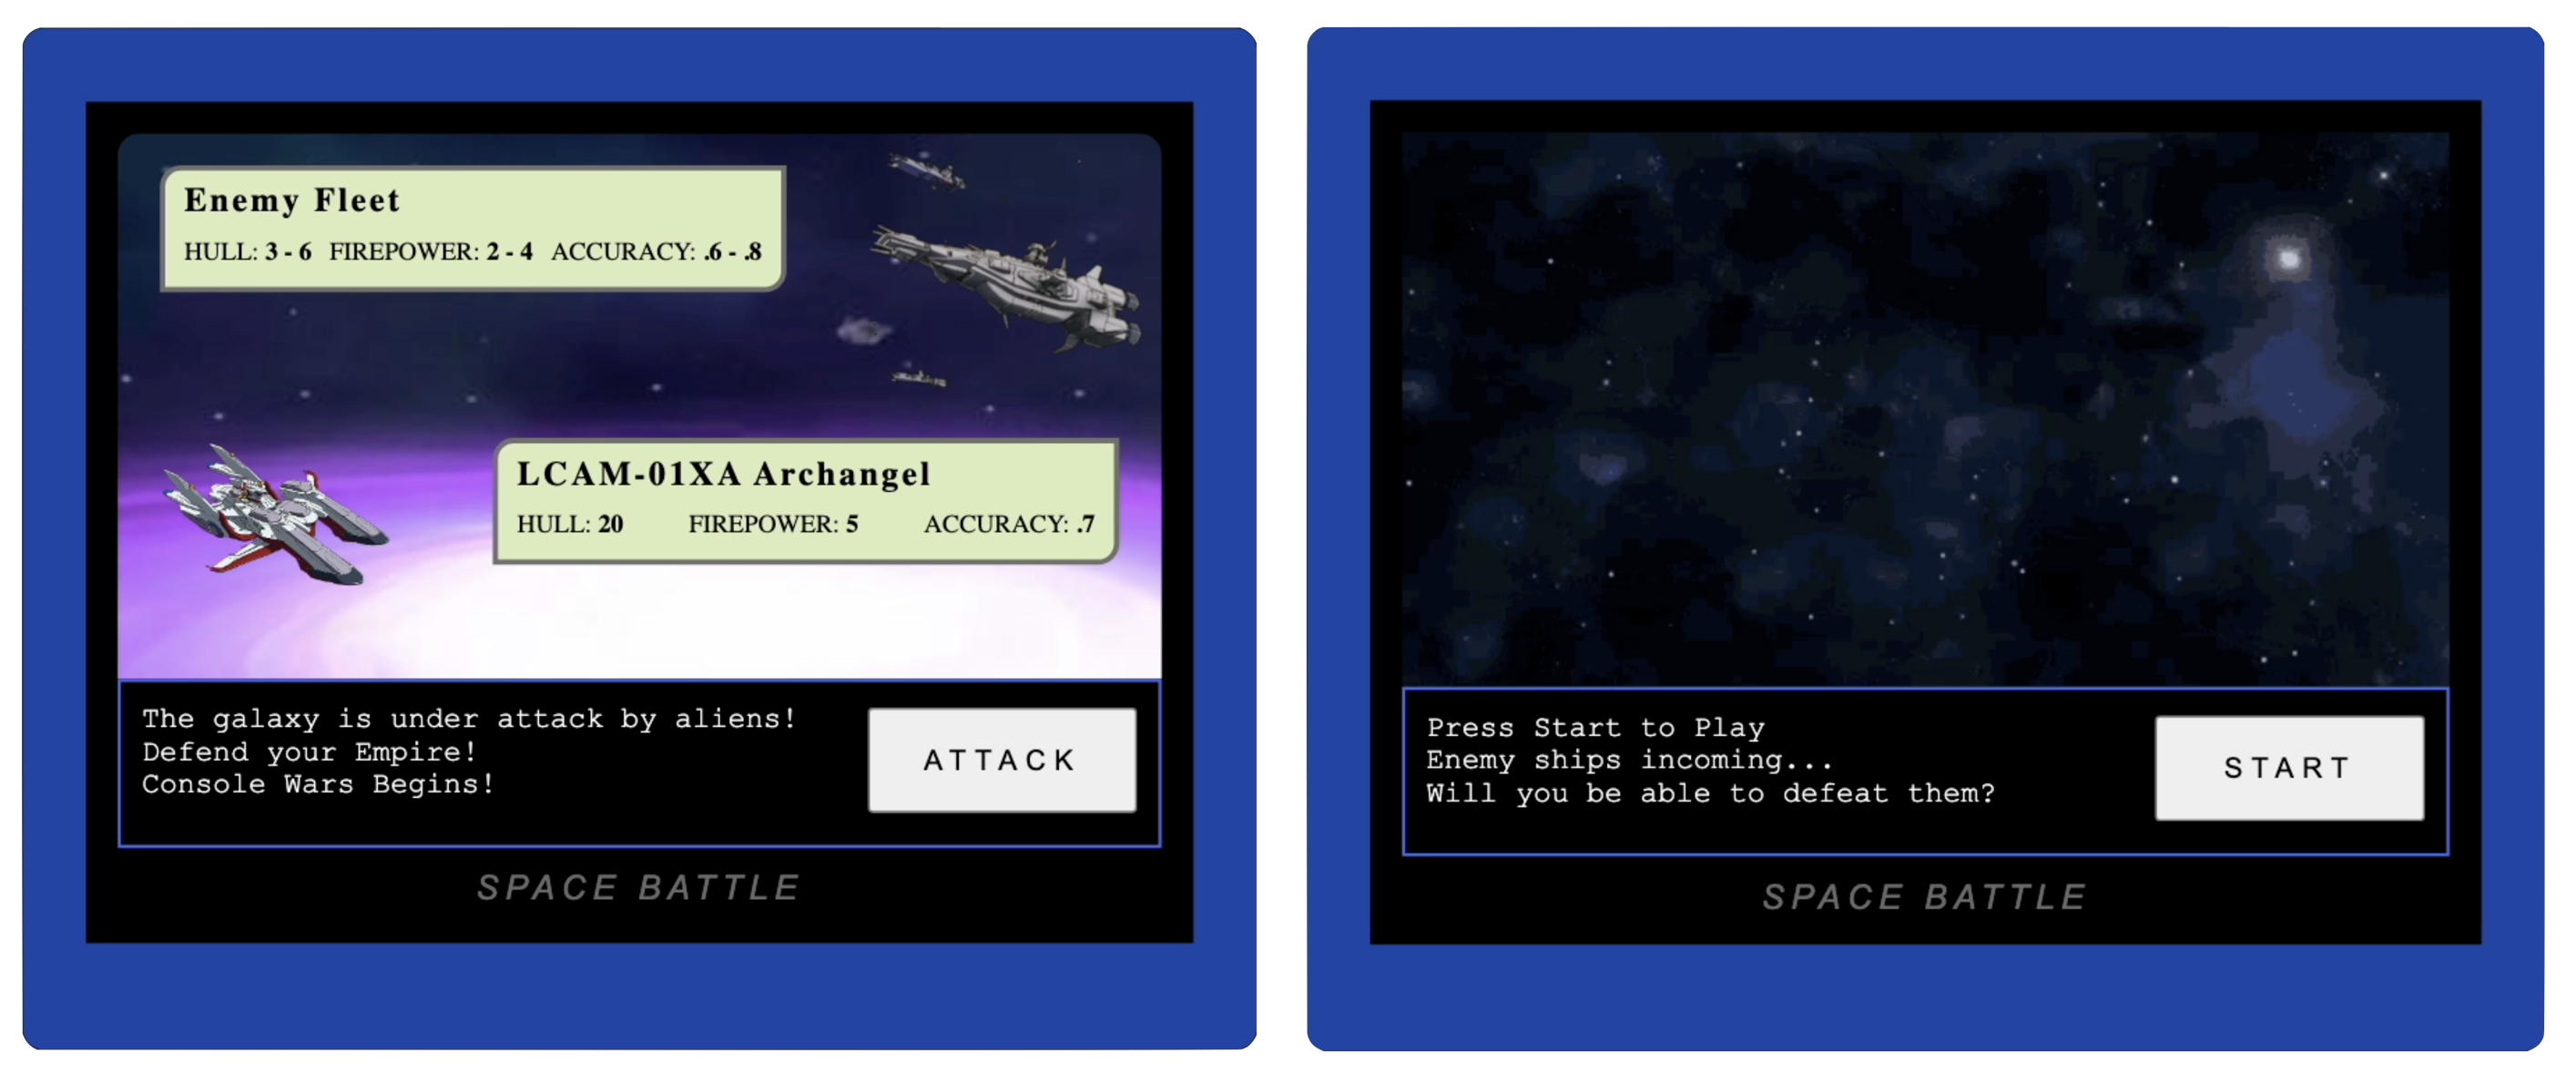 Enemy Fleet
HULL: 3 - 6 FIREPOWER: 2 - 4 ACCURACY: .6 - .8
LCAM-01XA Archangel
HULL: 20 FIREPOWER: 5 ACCURACY: .7
The galaxy is under attack by aliens!
Defend your Empire!
Console Wars Begins!
ATTACK
SPACE BATTLE
Press Start to Play
Enemy ships incoming...
Will you be able to defeat them?
START
SPACE BATTLE